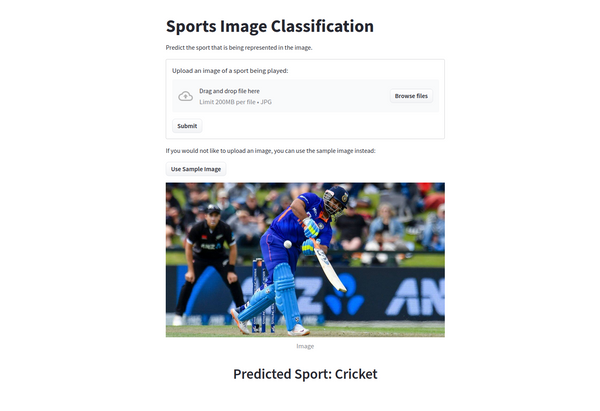 Sports Image Classification
Predict the sport that is being represented in the image.
Upload an image of a sport being played:
Drag and drop file here
Limit 200MB per file • JPG
Browse files
Submit
If you would not like to upload an image, you can use the sample image instead:
Use Sample Image
ANZ
AN
Image
Predicted Sport: Cricket